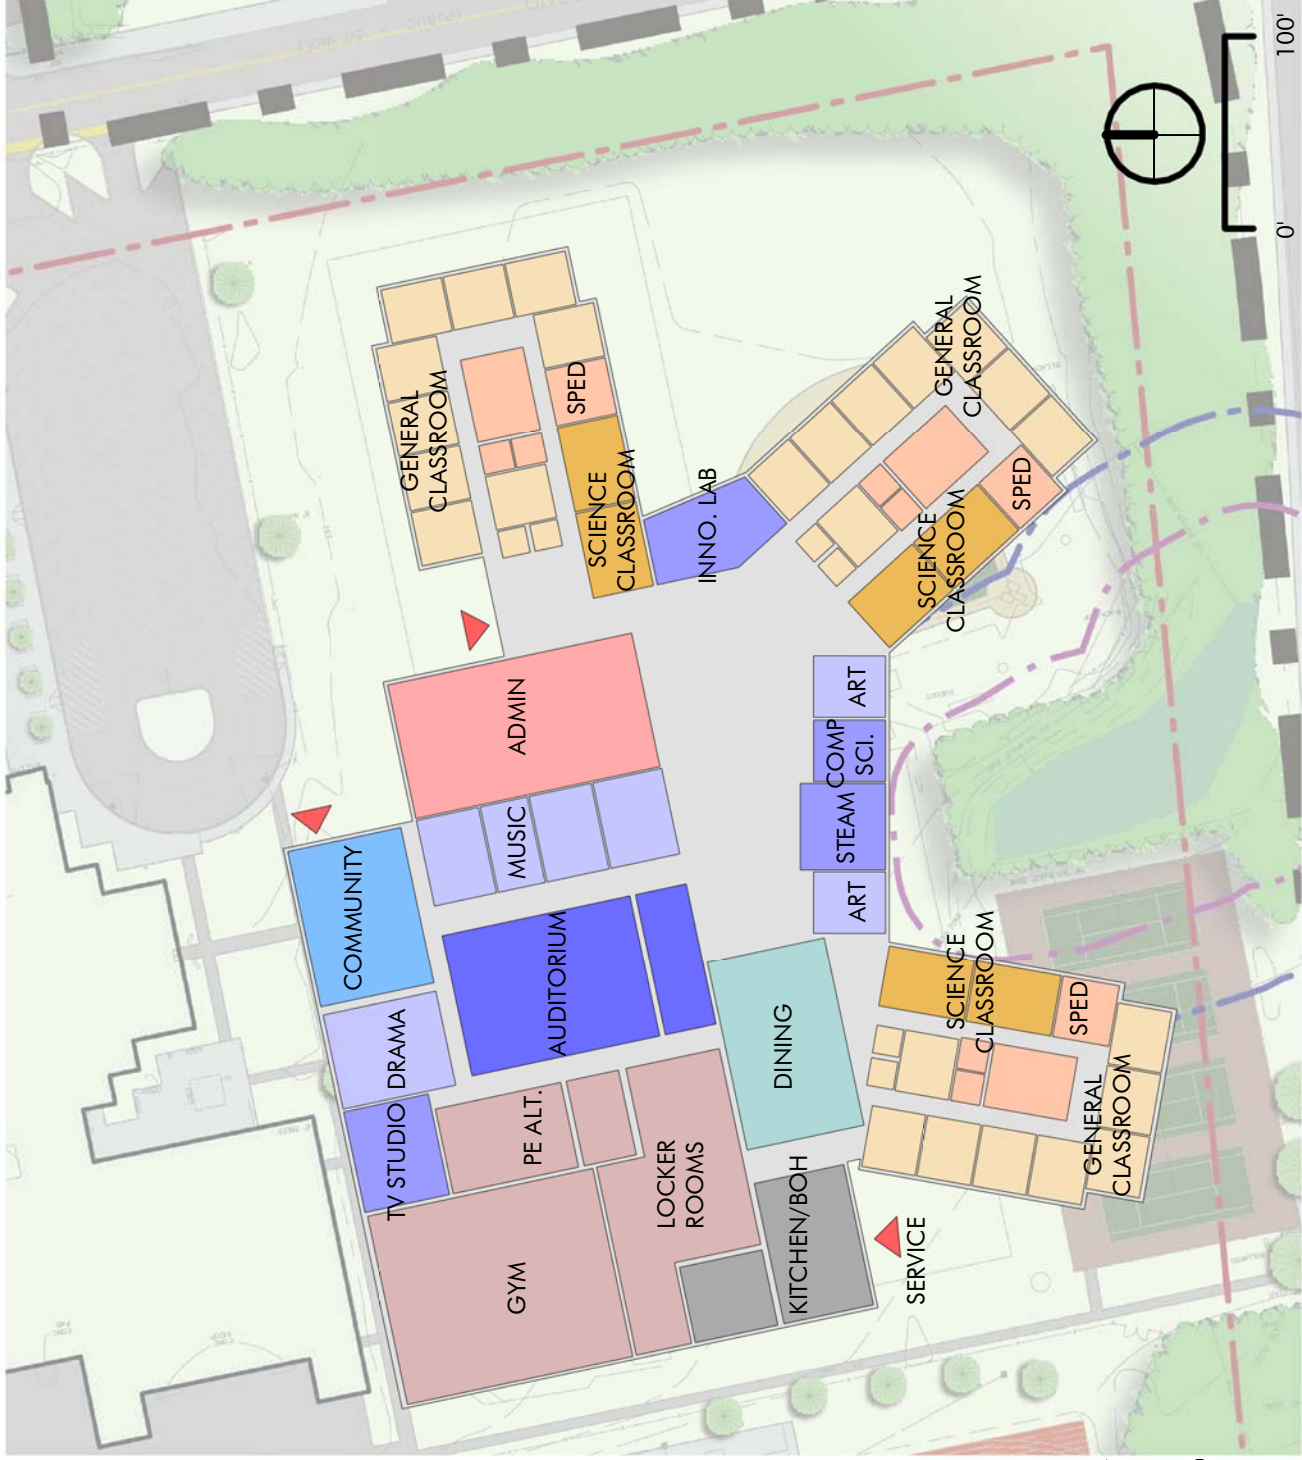 COMMUNITY
TV STUDIO
DRAMA
GYM
PE ALT.
AUDITORIUM
MUSIC
ADMIN
GENERAL
CLASSROOM
SPED
SCIENCE
CLASSROOM
INNO. LAB
LOCKER
ROOMS
DINING
KITCHEN/BOH
SERVICE
ART
STEAM
COMP
SCI.
ART
SCIENCE
CLASSROOM
SPED
GENERAL
CLASSROOM
SCIENCE
CLASSROOM
SPED
GENERAL
CLASSROOM
0'
100'